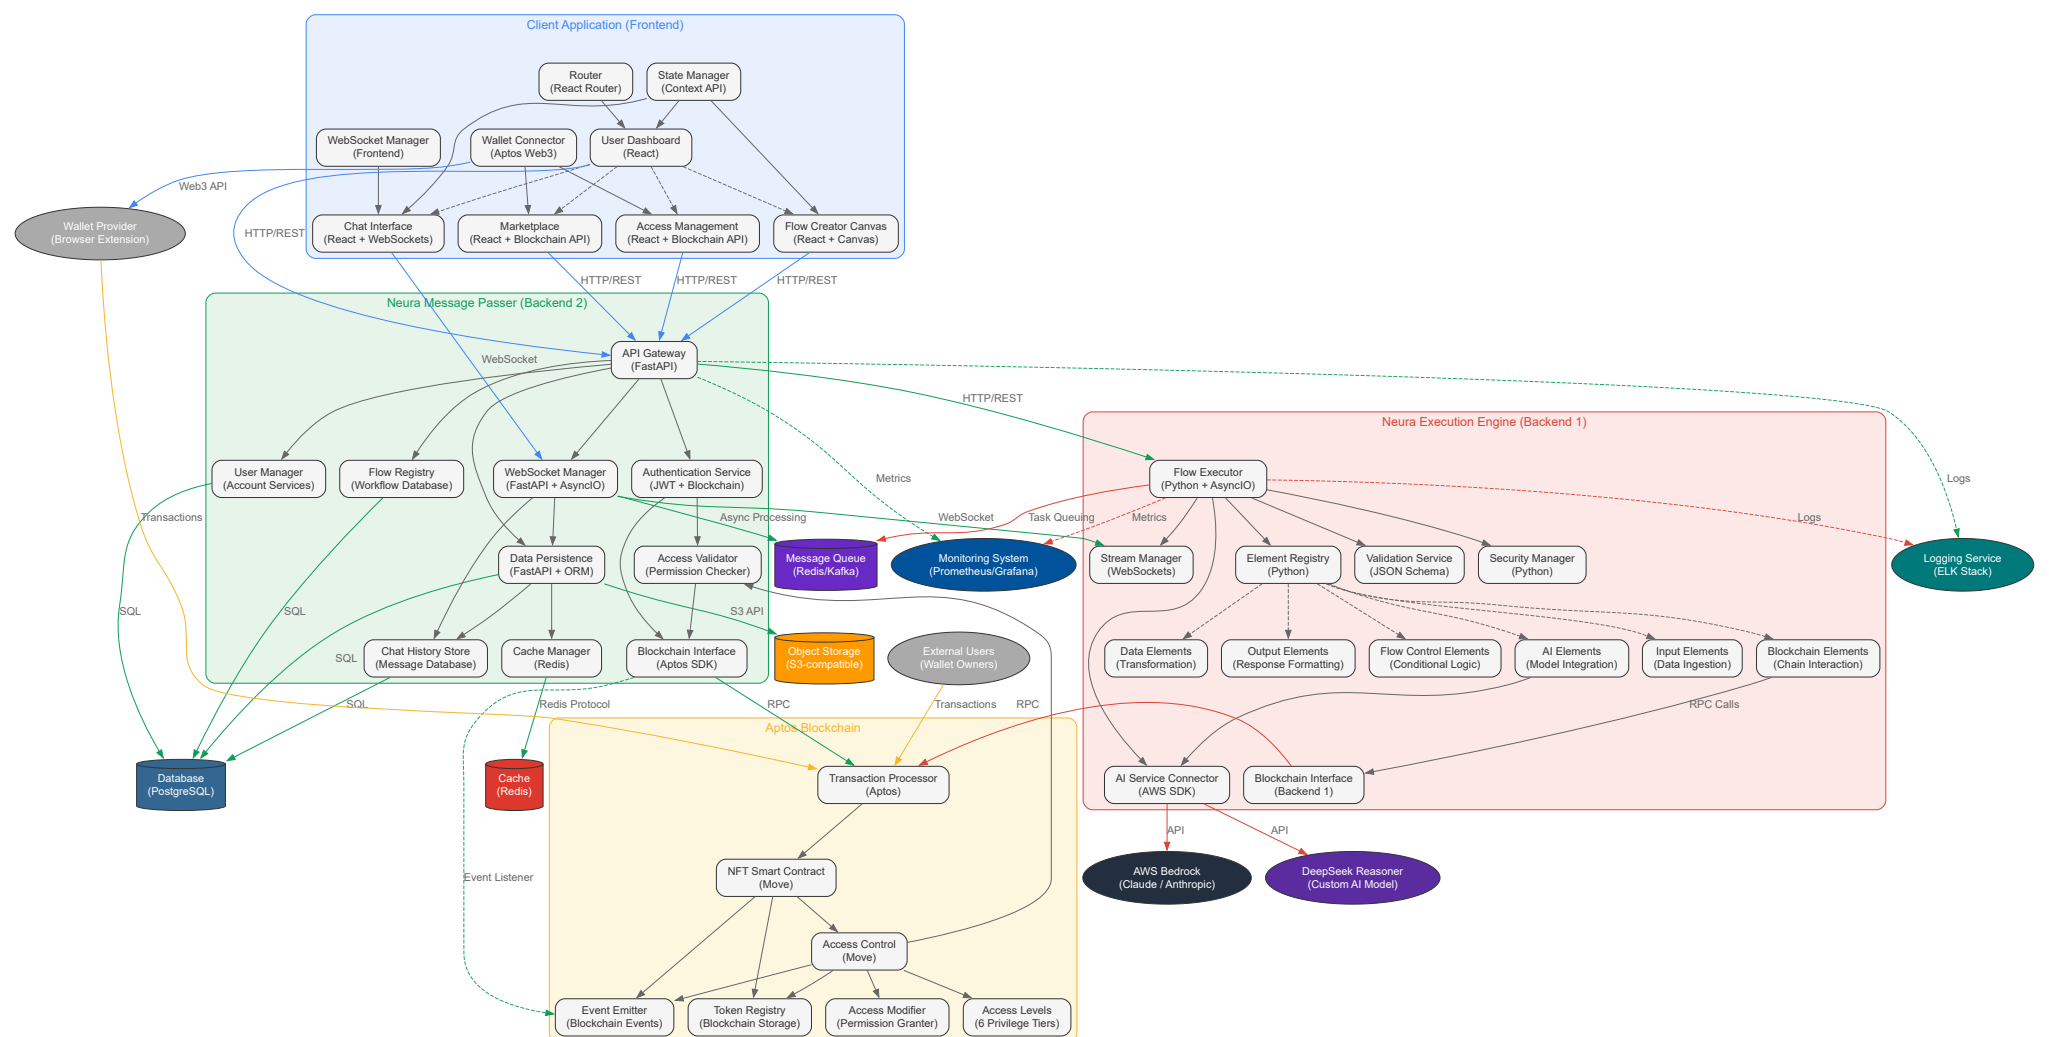 Client Application (Frontend)
Router
(React Router)
State Manager
(Context API)
WebSocket Manager
(Frontend)
Wallet Connector
(Aptos Web3)
User Dashboard
(React)
Web3 API
Wallet Provider
(Browser Extension)
HTTP/REST
Chat Interface
(React + WebSockets)
Marketplace
(React + Blockchain API)
Access Management
(React + Blockchain API)
Flow Creator Canvas
(React + Canvas)
HTTP/REST
HTTP/REST
HTTP/REST
Neura Message Passer (Backend 2)
WebSocket
API Gateway
(FastAPI)
HTTP/REST
Neura Execution Engine (Backend 1)
User Manager
(Account Services)
Flow Registry
(Workflow Database)
WebSocket Manager
(FastAPI + AsyncIO)
Authentication Service
(JWT + Blockchain)
Metrics
Flow Executor
(Python + AsyncIO)
Logs
Transactions
Async Processing
WebSocket
Task Queuing
Metrics
Logs
Data Persistence
(FastAPI + ORM)
Access Validator
(Permission Checker)
Message Queue
(Redis/Kafka)
Monitoring System
(Prometheus/Grafana)
Stream Manager
(WebSockets)
Element Registry
(Python)
Validation Service
(JSON Schema)
Security Manager
(Python)
Logging Service
(ELK Stack)
SQL
SQL
S3 API
SQL
Chat History Store
(Message Database)
Cache Manager
(Redis)
Blockchain Interface
(Aptos SDK)
Object Storage
(S3-compatible)
External Users
(Wallet Owners)
Data Elements
(Transformation)
Output Elements
(Response Formatting)
Flow Control Elements
(Conditional Logic)
AI Elements
(Model Integration)
Input Elements
(Data Ingestion)
Blockchain Elements
(Chain Interaction)
SQL
Redis Protocol
RPC
Transactions
RPC
RPC Calls
Aptos Blockchain
Database
(PostgreSQL)
Cache
(Redis)
Transaction Processor
(Aptos)
AI Service Connector
(AWS SDK)
Blockchain Interface
(Backend 1)
API
API
Event Listener
NFT Smart Contract
(Move)
AWS Bedrock
(Claude / Anthropic)
DeepSeek Reasoner
(Custom AI Model)
Access Control
(Move)
Event Emitter
(Blockchain Events)
Token Registry
(Blockchain Storage)
Access Modifier
(Permission Granter)
Access Levels
(6 Privilege Tiers)